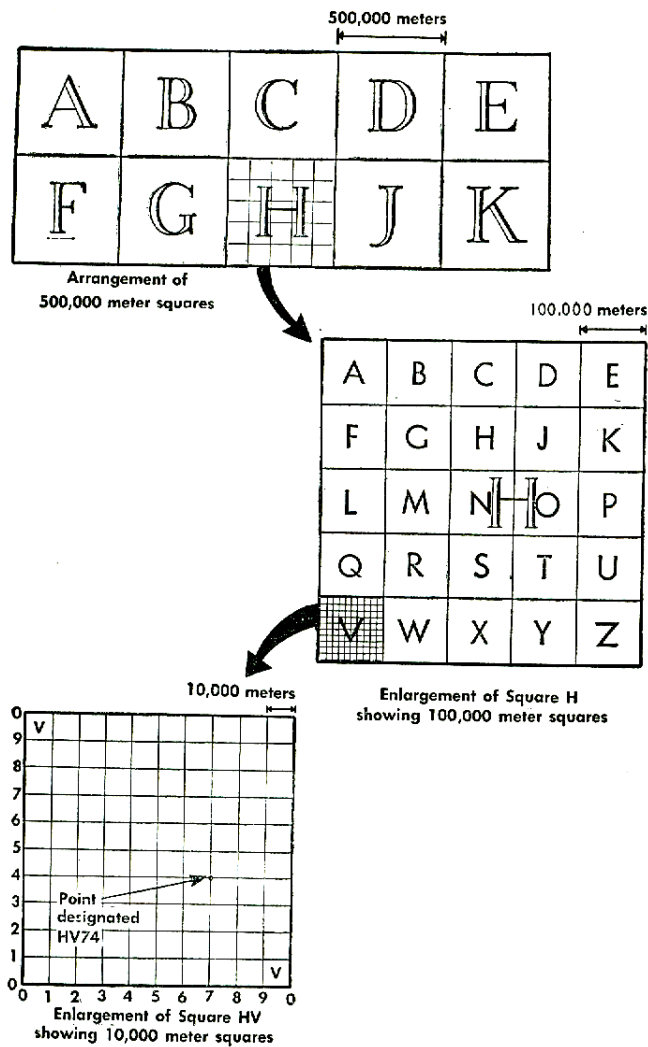 500,000 meters
A B C D E
F G H J K
Arrangement of
500,000 meter squares
100,000 meters
A B C D E
F G H J K
L M N H O P
Q R S T U
V W X Y Z
Enlargement of Square H
showing 100,000 meter squares
10,000 meters
0
V
9
8
7
6
5
4
Point
3
designated
2
HV74
1
V
0
0 1 2 3 4 5 6 7 8 9 0
Enlargement of Square HV
showing 10,000 meter squares